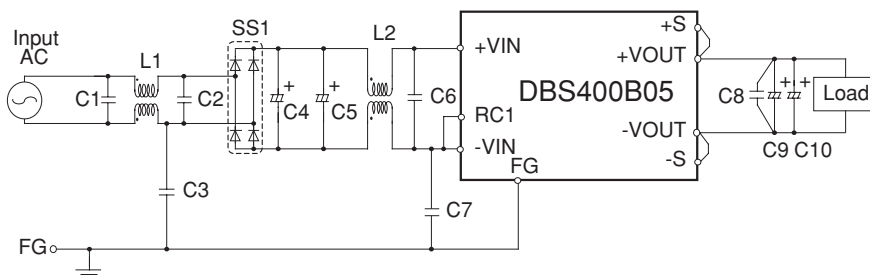 Input
AC
L1
C1
C2
C3
SS1
C4
C5
L2
C6
C7
+VIN
RC1
-VIN
FG
DBS400B05
+S
+VOUT
-VOUT
-S
C8
C9 C10
Load
FG
+
+
+
+